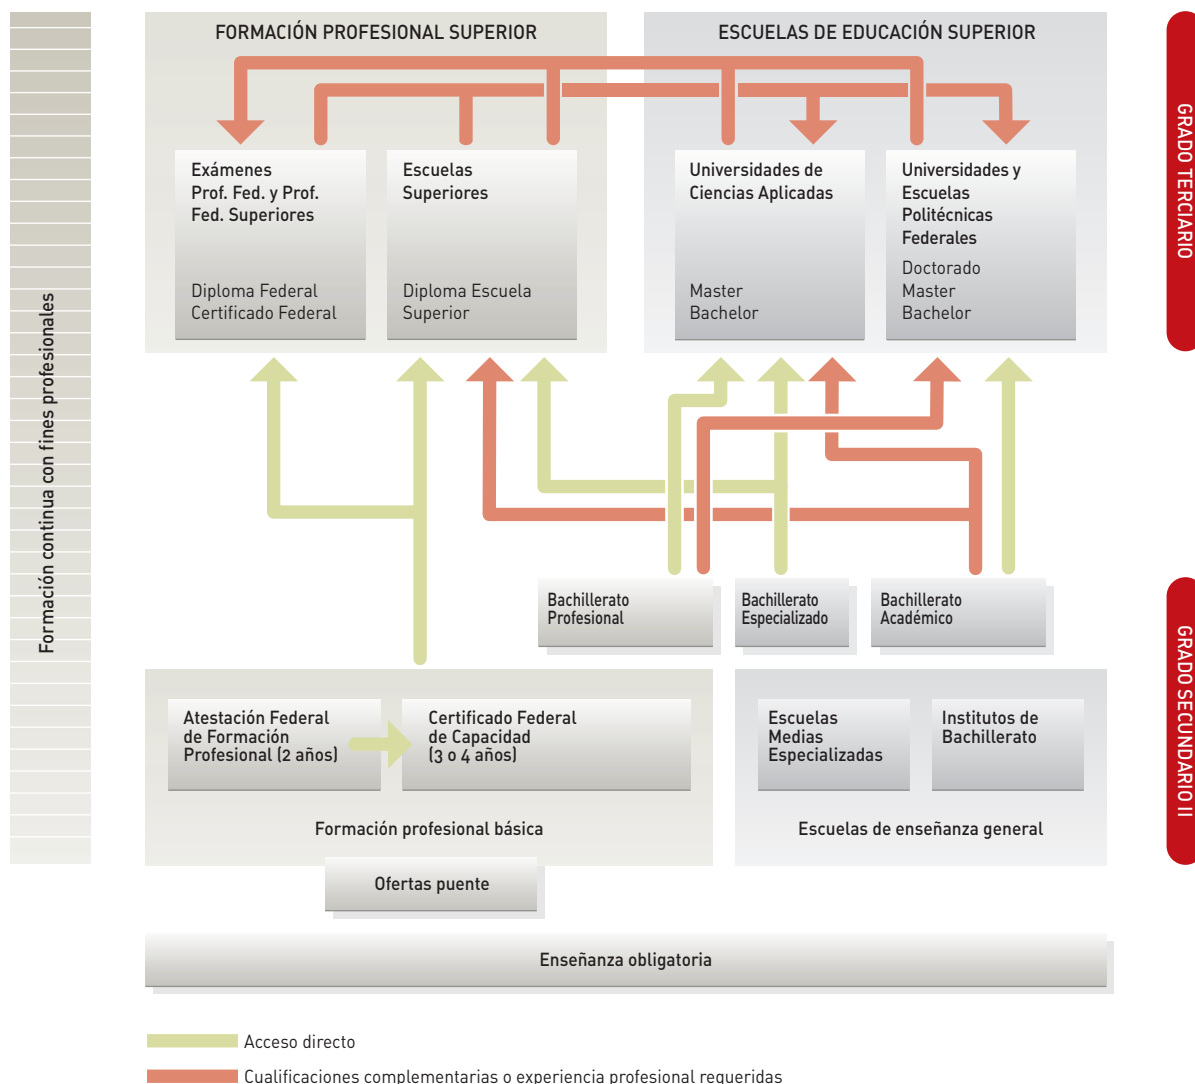 FORMACIÓN PROFESIONAL SUPERIOR
ESCUELAS DE EDUCACIÓN SUPERIOR
Exámenes
Prof. Fed. y Prof.
Fed. Superiores
Diploma Federal
Certificado Federal
Escuelas
Superiores
Diploma Escuela
Superior
Universidades de
Ciencias Aplicadas
Master
Bachelor
Universidades y
Escuelas
Politécnicas
Federales
Doctorado
Master
Bachelor
GRADO TERCIARIO
Formación continua con fines profesionales
Bachillerato
Profesional
Bachillerato
Especializado
Bachillerato
Académico
GRADO SECUNDARIO II
Atestación Federal
de Formación
Profesional (2 años)
Certificado Federal
de Capacidad
(3 o 4 años)
Formación profesional básica
Escuelas
Medias
Especializadas
Institutos de
Bachillerato
Escuelas de enseñanza general
Ofertas puente
Enseñanza obligatoria
Acceso directo
Cualificaciones complementarias o experiencia profesional requeridas